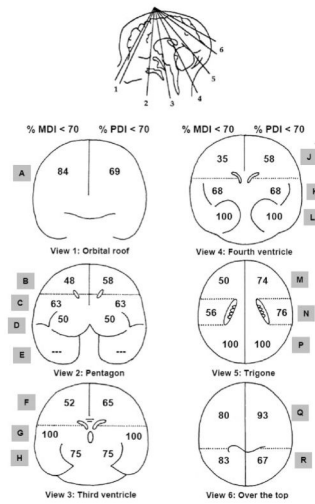 6
5
1
2
3
4
% MDI < 70 % PDI < 70
% MDI < 70 % PDI < 70
A
84 69
View 1: Orbital roof
35 58
J
68 68
K
100 100
L
View 4: Fourth ventricle
B
48 58
C
63 63
D
50 50
E
--- ---
View 2: Pentagon
50 74
M
56 76
N
100 100
P
View 5: Trigone
F
52 65
G
100 100
H
75 75
View 3: Third ventricle
80 93
Q
83 67
R
View 6: Over the top